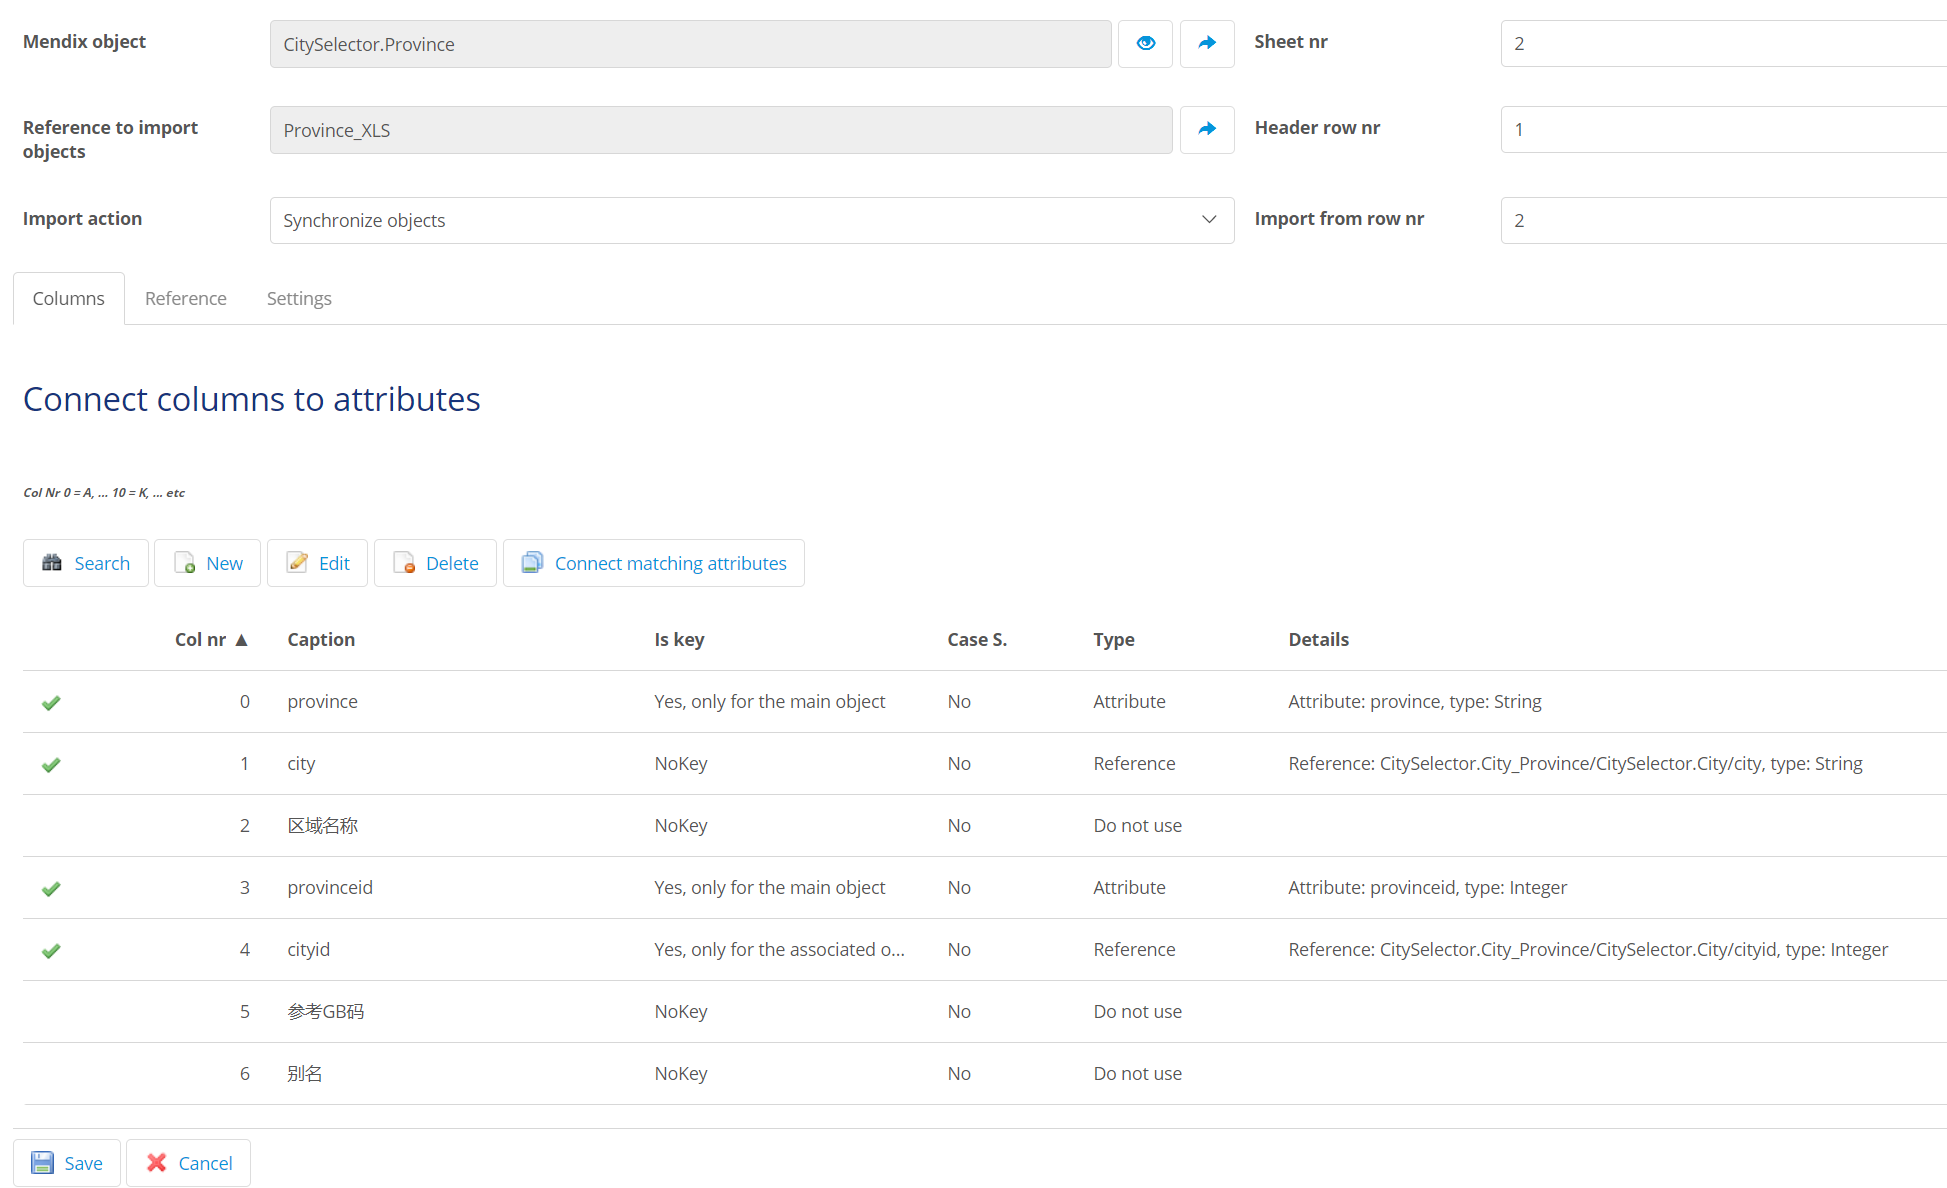 Mendix object
CitySelector.Province
Sheet nr
2
Reference to import
objects
Province_XLS
Header row nr
1
Import action
Synchronize objects
Import from row nr
2
Columns Reference Settings
Connect columns to attributes
Col Nr 0 = A, ... 10 = K, ... etc
Search New Edit Delete Connect matching attributes
Col nr ▲ Caption Is key Case S. Type Details
0 province Yes, only for the main object No Attribute Attribute: province, type: String
1 city NoKey No Reference Reference: CitySelector.City_Province/CitySelector.City/city, type: String
2 区域名称 NoKey No Do not use
3 provinceid Yes, only for the main object No Attribute Attribute: provinceid, type: Integer
4 cityid Yes, only for the associated o... No Reference Reference: CitySelector.City_Province/CitySelector.City/cityid, type: Integer
5 参考GB码 NoKey No Do not use
6 别名 NoKey No Do not use
Save Cancel